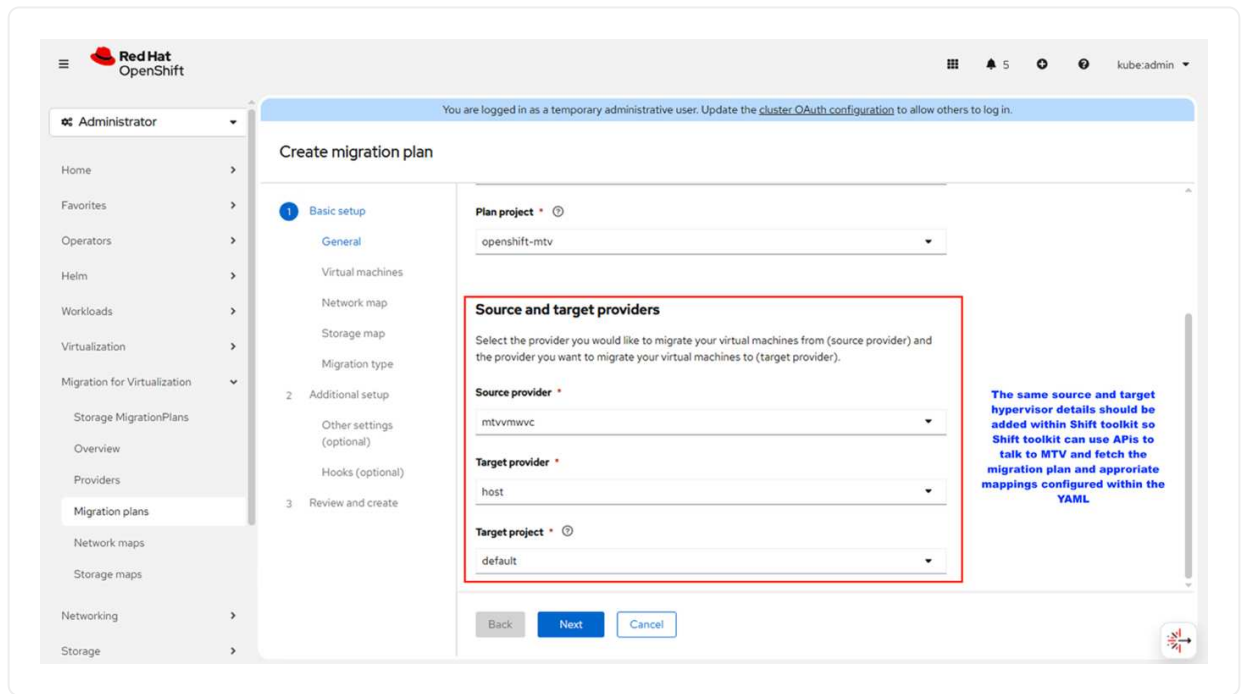 Red Hat
OpenShift
5
kube:admin
Administrator
You are logged in as a temporary administrative user. Update the cluster OAuth configuration to allow others to log in.
Create migration plan
Home
Favorites
Operators
Helm
Workloads
Virtualization
Migration for Virtualization
Storage MigrationPlans
Overview
Providers
Migration plans
Network maps
Storage maps
Networking
Storage
1 Basic setup
General
Virtual machines
Network map
Storage map
Migration type
2 Additional setup
Other settings
(optional)
Hooks (optional)
3 Review and create
Plan project *
openshift-mtv
Source and target providers
Select the provider you would like to migrate your virtual machines from (source provider) and
the provider you want to migrate your virtual machines to (target provider).
Source provider *
mtvvmwvc
Target provider *
host
Target project *
default
Back
Next
Cancel
The same source and target
hypervisor details should be
added within Shift toolkit so
Shift toolkit can use APIs to
talk to MTV and fetch the
migration plan and approriate
mappings configured within the
YAML